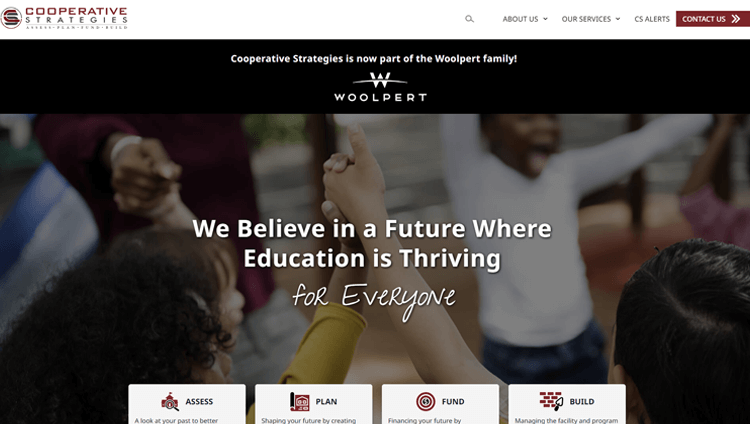 COOPERATIVE
STRATEGIES
ASSESS • PLAN • FUND • BUILD
ABOUT US
OUR SERVICES
CS ALERTS
CONTACT US
Cooperative Strategies is now part of the Woolpert family!
WOOLPERT
We Believe in a Future Where
Education is Thriving
for Everyone
ASSESS
PLAN
FUND
BUILD
A look at your past to better
Shaping your future by creating
Financing your future by
Managing the facility and program